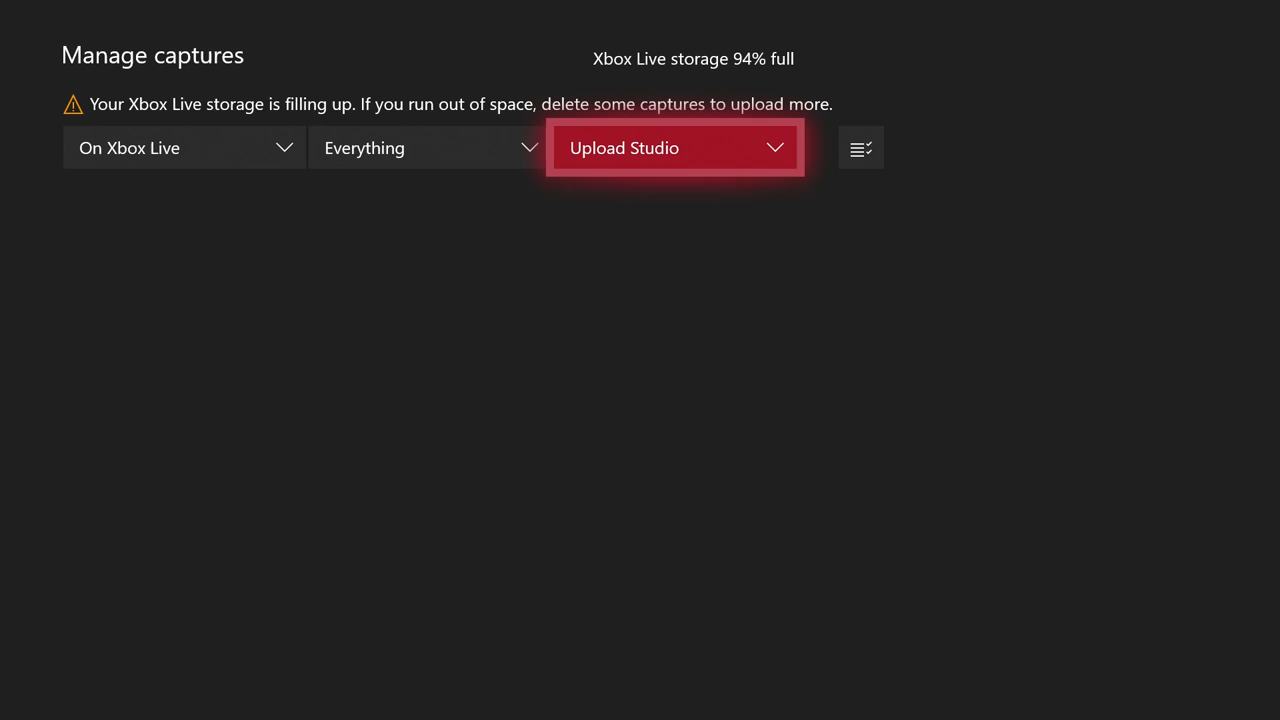 Manage captures
Xbox Live storage 94% full
Your Xbox Live storage is filling up. If you run out of space, delete some captures to upload more.
On Xbox Live
Everything
Upload Studio